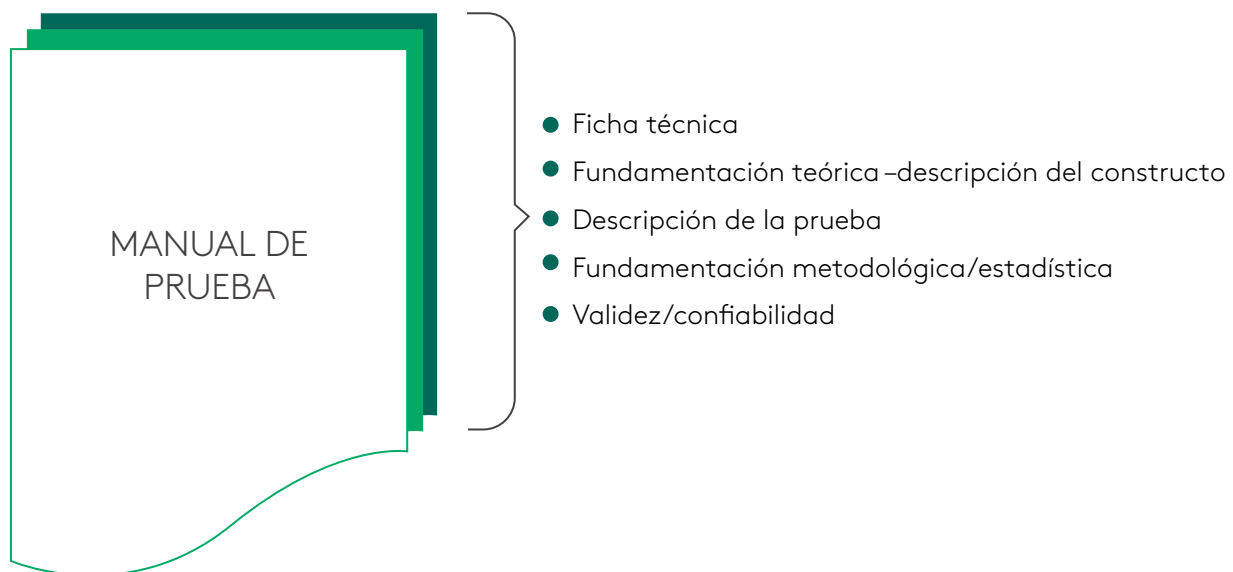 MANUAL DE
PRUEBA
Ficha técnica
Fundamentación teórica –descripción del constructo
Descripción de la prueba
Fundamentación metodológica/estadística
Validez/confiabilidad